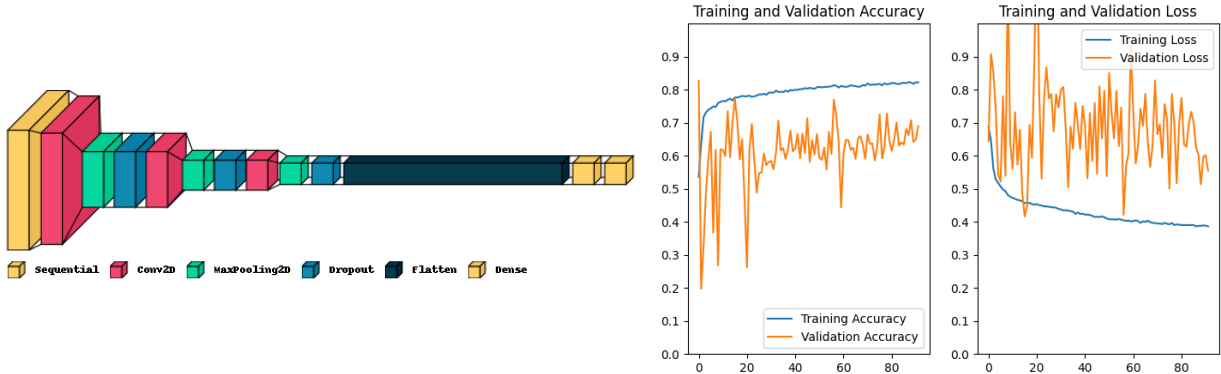 Sequential Conv2D MaxPooling2D Dropout Flatten Dense
Training and Validation Accuracy
0.9
0.8
0.7
0.6
0.5
0.4
0.3
0.2
0.1
0.0
0 20 40 60 80
Training Accuracy
Validation Accuracy
Training and Validation Loss
0.9
0.8
0.7
0.6
0.5
0.4
0.3
0.2
0.1
0.0
0 20 40 60 80
Training Loss
Validation Loss